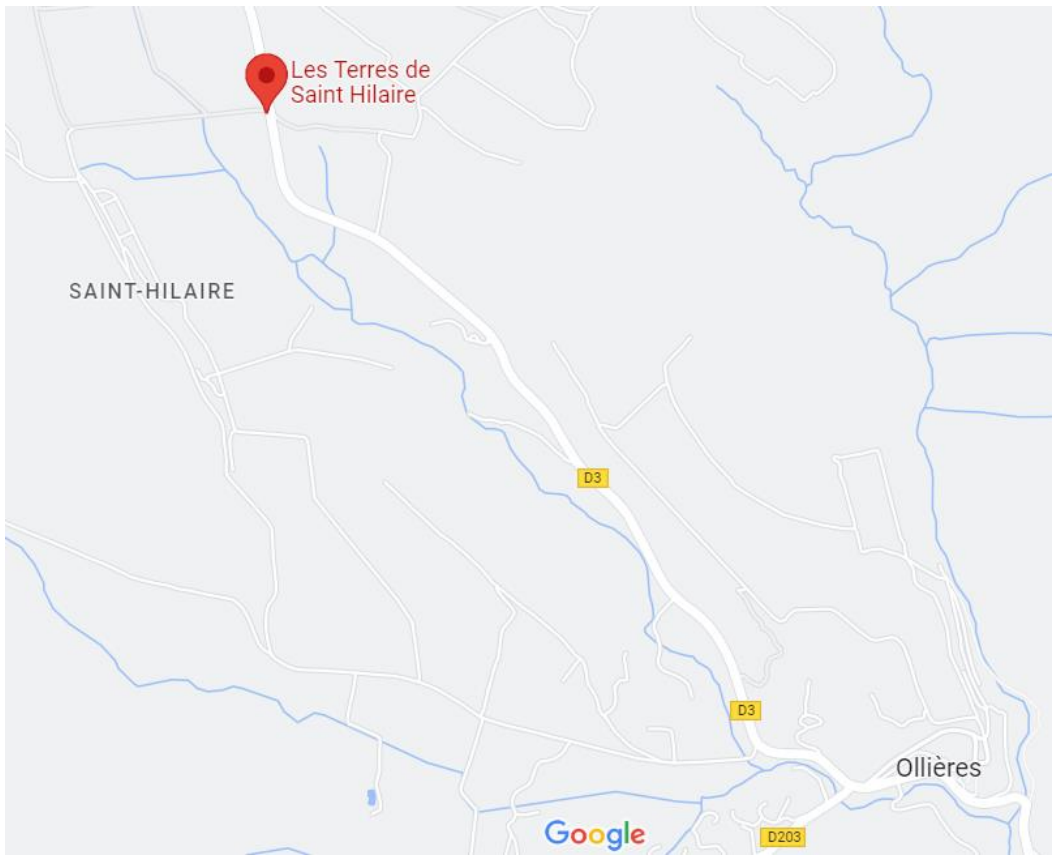 Les Terres de
Saint Hilaire
SAINT-HILAIRE
D3
D3
Ollières
Google
D203